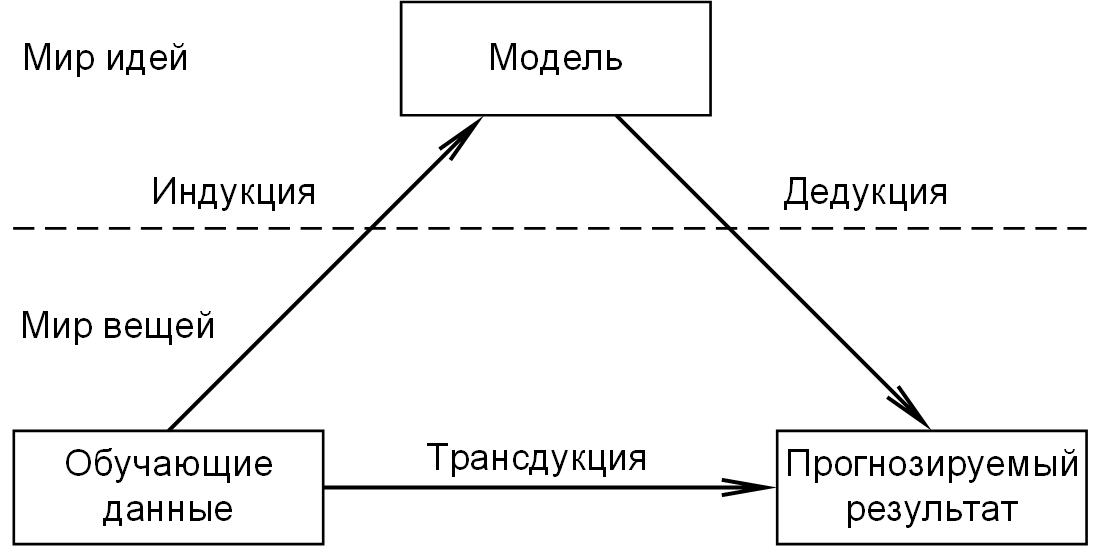 Мир идей
Модель
Индукция
Дедукция
Мир вещей
Обучающие
данные
Трансдукция
Прогнозируемый
результат